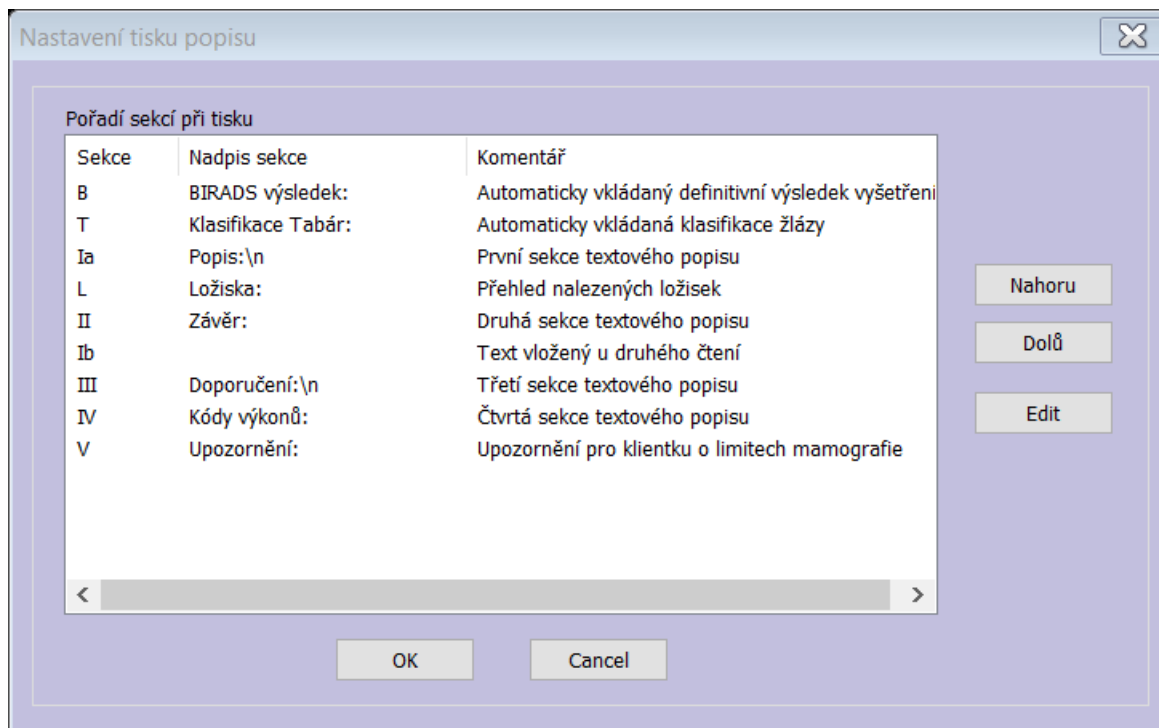 Nastavení tisku popisu
Pořadí sekcí při tisku
Sekce Nadpis sekce Komentář
B BIRADS výsledek: Automaticky vkládaný definitivní výsledek vyšetřeni
T Klasifikace Tabár: Automaticky vkládaná klasifikace žlázy
Ia Popis:\n První sekce textového popisu
L Ložiska: Přehled nalezených ložisek
II Závěr: Druhá sekce textového popisu
Ib Text vložený u druhého čtení
III Doporučení:\n Třetí sekce textového popisu
IV Kódy výkonů: Čtvrtá sekce textového popisu
V Upozornění: Upozornění pro klientku o limitech mamografie
Nahoru
Dolů
Edit
OK Cancel